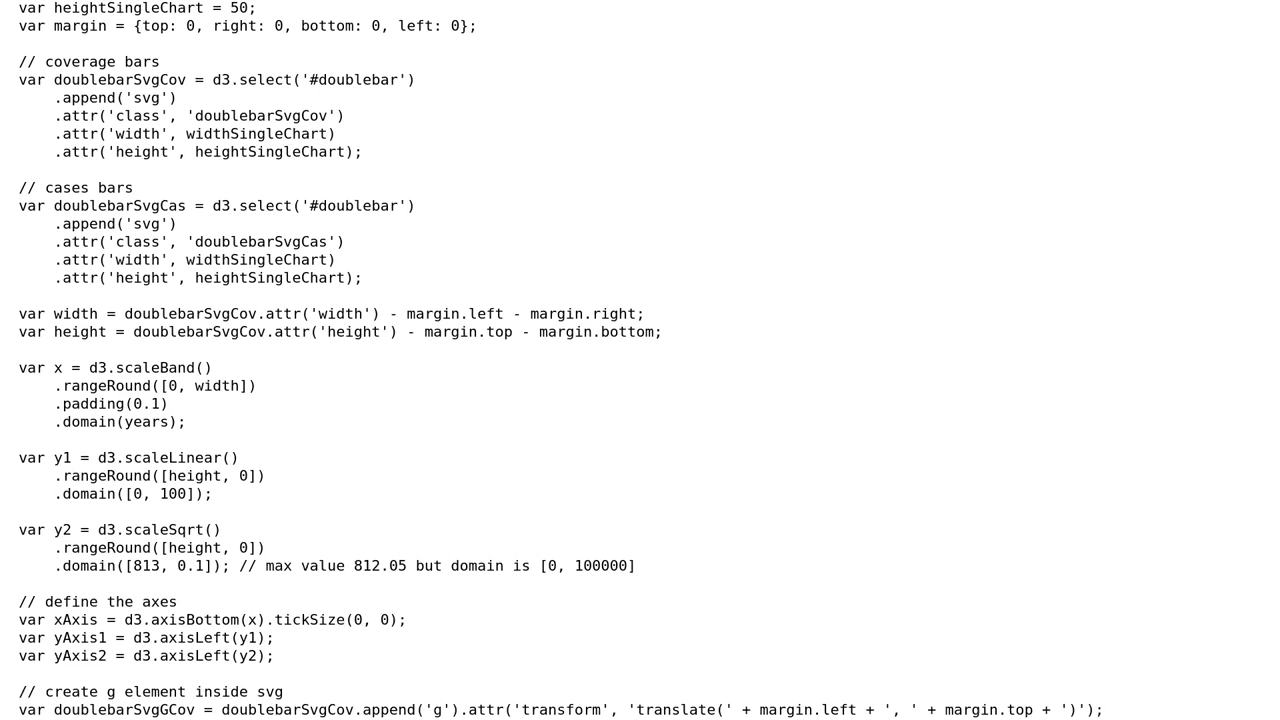 var heightSingleChart = 50;
var margin = {top: 0, right: 0, bottom: 0, left: 0};

// coverage bars
var doublebarSvgCov = d3.select('#doublebar')
    .append('svg')
    .attr('class', 'doublebarSvgCov')
    .attr('width', widthSingleChart)
    .attr('height', heightSingleChart);

// cases bars
var doublebarSvgCas = d3.select('#doublebar')
    .append('svg')
    .attr('class', 'doublebarSvgCas')
    .attr('width', widthSingleChart)
    .attr('height', heightSingleChart);

var width = doublebarSvgCov.attr('width') - margin.left - margin.right;
var height = doublebarSvgCov.attr('height') - margin.top - margin.bottom;

var x = d3.scaleBand()
    .rangeRound([0, width])
    .padding(0.1)
    .domain(years);

var y1 = d3.scaleLinear()
    .rangeRound([height, 0])
    .domain([0, 100]);

var y2 = d3.scaleSqrt()
    .rangeRound([height, 0])
    .domain([813, 0.1]); // max value 812.05 but domain is [0, 100000]

// define the axes
var xAxis = d3.axisBottom(x).tickSize(0, 0);
var yAxis1 = d3.axisLeft(y1);
var yAxis2 = d3.axisLeft(y2);

// create g element inside svg
var doublebarSvgGCov = doublebarSvgCov.append('g').attr('transform', 'translate(' + margin.left + ', ' + margin.top + ')');